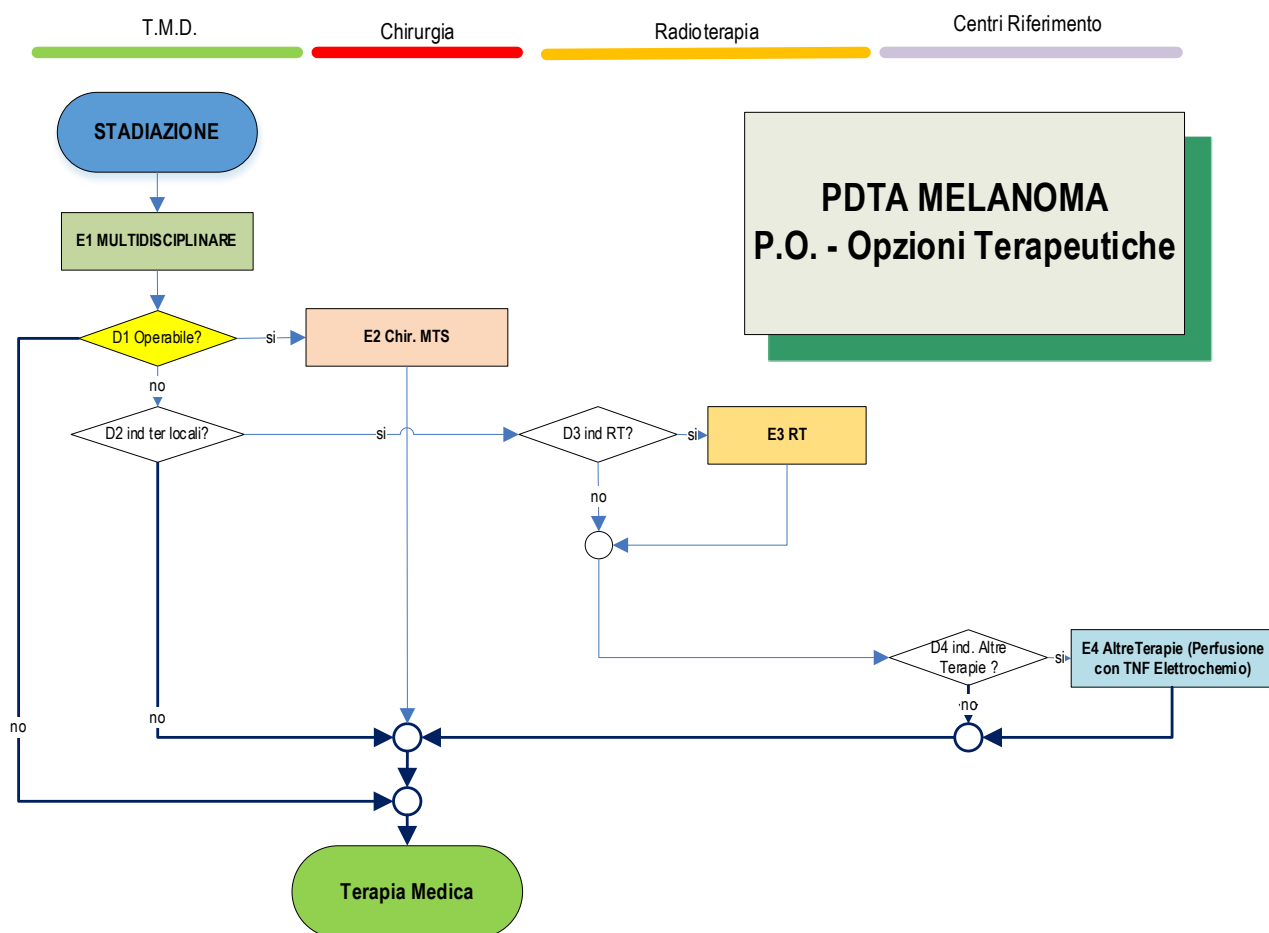 T.M.D.
Chirurgia
Radioterapia
Centri Riferimento
STADIAZIONE
PDTA MELANOMA
P.O. - Opzioni Terapeutiche
E1 MULTIDISCIPLINARE
D1 Operabile?
si
E2 Chir. MTS
no
D2 ind ter locali?
si
D3 ind RT?
si
E3 RT
no
D4 ind. Altre
Terapie ?
si
E4 AltreTerapie (Perfusione
con TNF Elettrochemio)
no
no
no
Terapia Medica